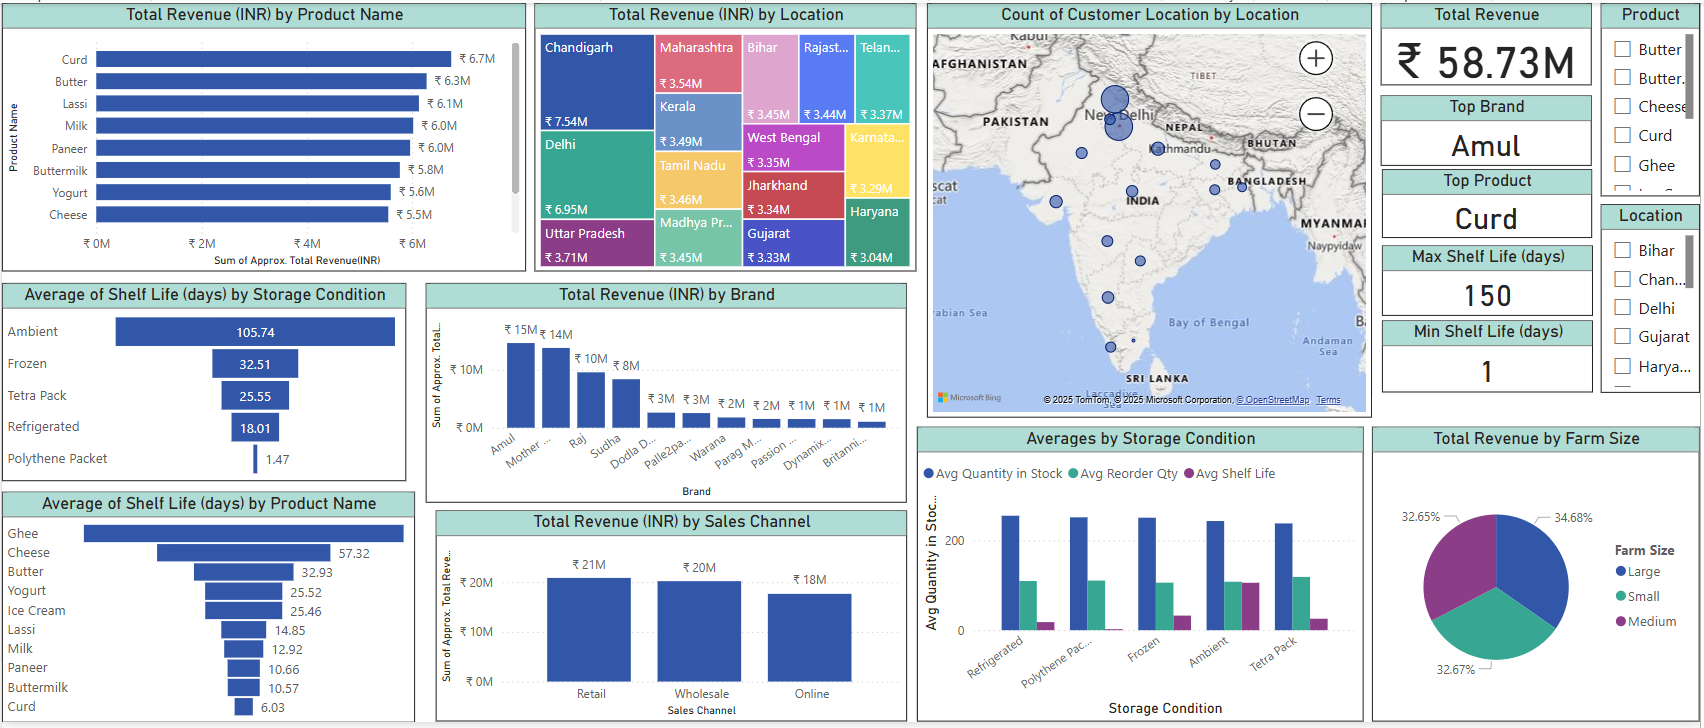 Total Revenue (INR) by Product Name
Product Name
Curd ₹ 6.7M
Butter ₹ 6.3M
Lassi ₹ 6.1M
Milk ₹ 6.0M
Paneer ₹ 6.0M
Buttermilk ₹ 5.8M
Yogurt ₹ 5.6M
Cheese ₹ 5.5M
₹ 0M ₹ 2M ₹ 4M ₹ 6M
Sum of Approx. Total Revenue(INR)
Total Revenue (INR) by Location
Chandigarh
₹ 7.54M
Delhi
₹ 6.95M
Uttar Pradesh
₹ 3.71M
Maharashtra
₹ 3.54M
Kerala
₹ 3.49M
Tamil Nadu
₹ 3.46M
Madhya Pr...
₹ 3.45M
Bihar
₹ 3.45M
Rajast...
₹ 3.44M
Telan...
₹ 3.37M
West Bengal
₹ 3.35M
Jharkhand
₹ 3.34M
Gujarat
₹ 3.33M
Karnata...
₹ 3.29M
Haryana
₹ 3.04M
Count of Customer Location by Location
Kabul
AFGHANISTAN
TIBET
PAKISTAN
New Delhi
NEPAL
Kathmandu
BHUTAN
BANGLADESH
INDIA
MYANMAR
Naypyidaw
scat
cat
rabian Sea
Bay of Bengal
Andaman
Sea
Ba
SRI LANKA
Laccadive
Sea
Microsoft Bing
© 2025 TomTom, © 2025 Microsoft Corporation, © OpenStreetMap Terms
Total Revenue
₹ 58.73M
Top Brand
Amul
Top Product
Curd
Max Shelf Life (days)
150
Min Shelf Life (days)
1
Product
Butter
Butter.
Cheese
Curd
Ghee
Location
Bihar
Chan...
Delhi
Gujarat
Harya...
Average of Shelf Life (days) by Storage Condition
Ambient 105.74
Frozen 32.51
Tetra Pack 25.55
Refrigerated 18.01
Polythene Packet 1.47
Total Revenue (INR) by Brand
Sum of Approx. Total...
₹ 10M
₹ 0M
₹ 15M ₹ 14M ₹ 10M ₹ 8M ₹ 3M ₹ 3M ₹ 2M ₹ 2M ₹ 1M ₹ 1M ₹ 1M
Amul Mother ... Raj Sudha Dodla D... Palle2pa... Warana Parag M... Passion ... Dynamix... Britanni...
Brand
Average of Shelf Life (days) by Product Name
Ghee
Cheese 57.32
Butter 32.93
Yogurt 25.52
Ice Cream 25.46
Lassi 14.85
Milk 12.92
Paneer 10.66
Buttermilk 10.57
Curd 6.03
Total Revenue (INR) by Sales Channel
Sum of Approx. Total Reve...
₹ 20M
₹ 10M
₹ 0M
₹ 21M ₹ 20M ₹ 18M
Retail Wholesale Online
Sales Channel
Averages by Storage Condition
Avg Quantity in Stock Avg Reorder Qty Avg Shelf Life
Avg Quantity in Stoc...
200
0
Refrigerated Polythene Pac... Frozen Ambient Tetra Pack
Storage Condition
Total Revenue by Farm Size
32.65% 34.68%
32.67%
Farm Size
Large
Small
Medium